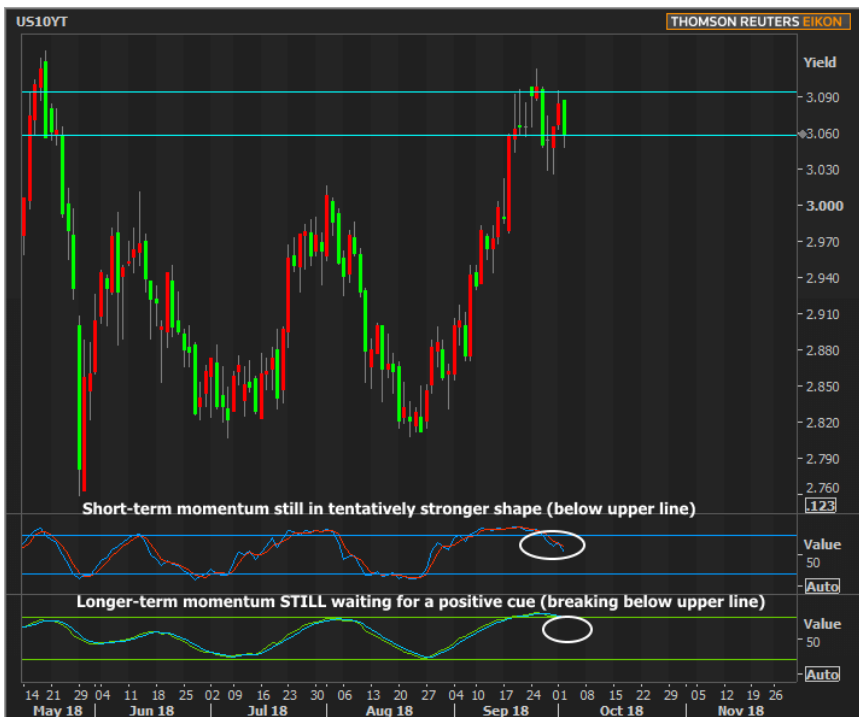 US10YT
THOMSON REUTERS EIKON
Yield
3.090
3.060
3.030
3.000
2.970
2.940
2.910
2.880
2.850
2.820
2.790
2.760
.123
Short-term momentum still in tentatively stronger shape (below upper line)
Value
50
Auto
Longer-term momentum STILL waiting for a positive cue (breaking below upper line)
Value
50
Auto
14 21 29 04 11 18 25 02 09 16 23 30 06 13 20 27 04 10 17 24 01 08 15 22 29 05 12 19 26
May 18 Jun 18 Jul 18 Aug 18 Sep 18 Oct 18 Nov 18